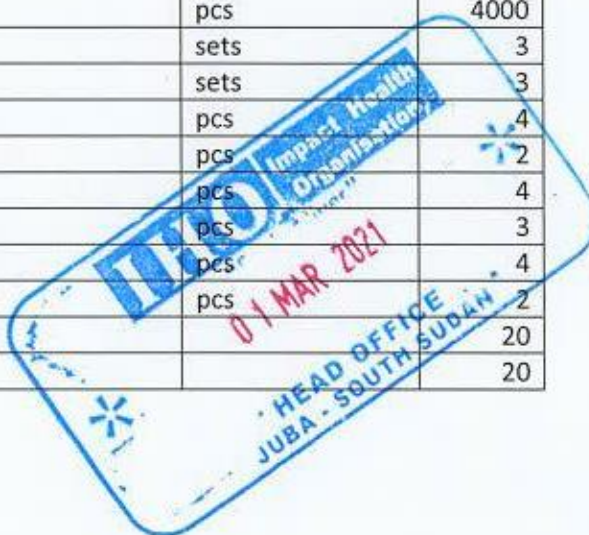 pcs 4000
sets 3
sets 3
pcs 4
pcs 2
pcs 4
pcs 3
pcs 4
pcs 2
20
20
IHO Impact Health
Organisation
01 MAR 2021
HEAD OFFICE
JUBA - SOUTH SUDAN